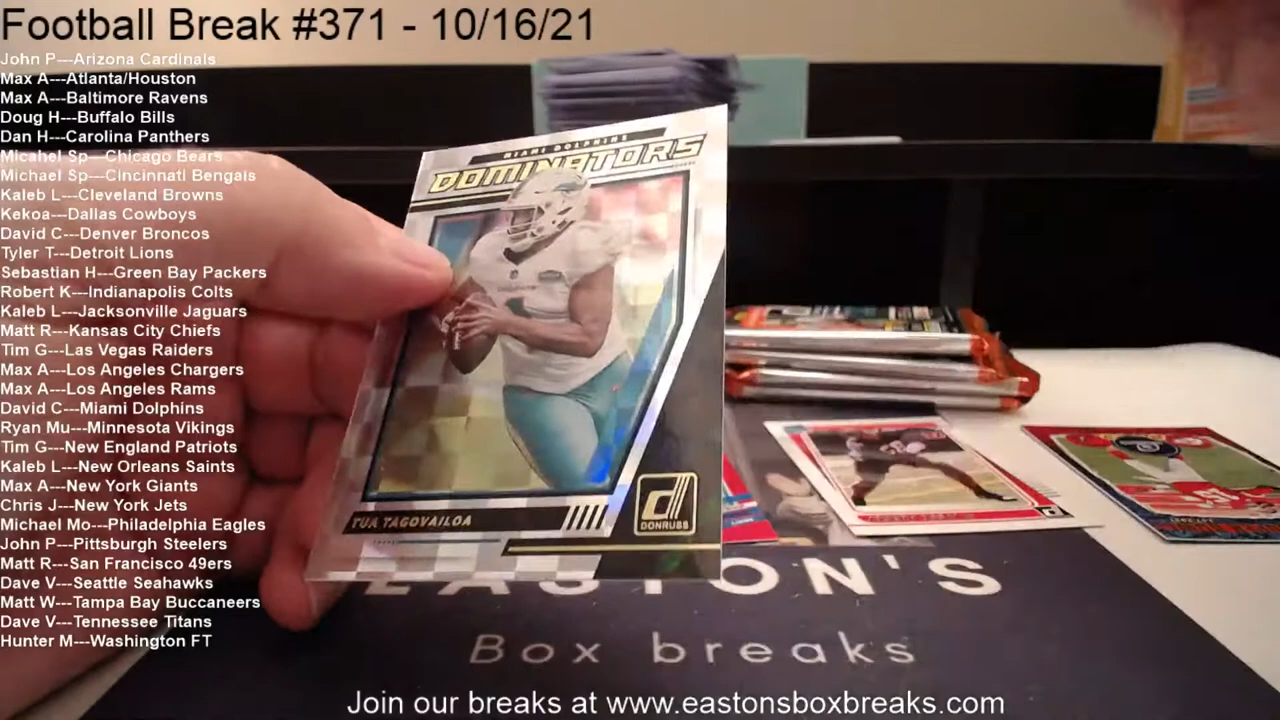 Football Break #371 - 10/16/21
John P---Arizona Cardinals
Max A---Atlanta/Houston
Max A---Baltimore Ravens
Doug H---Buffalo Bills
Dan H---Carolina Panthers
Micahel Sp---Chicago Bears
Michael Sp---Cincinnati Bengals
Kaleb L---Cleveland Browns
Kekoa---Dallas Cowboys
David C---Denver Broncos
Tyler T---Detroit Lions
Sebastian H---Green Bay Packers
Robert K---Indianapolis Colts
Kaleb L---Jacksonville Jaguars
Matt R---Kansas City Chiefs
Tim G---Las Vegas Raiders
Max A---Los Angeles Chargers
Max A---Los Angeles Rams
David C---Miami Dolphins
Ryan Mu---Minnesota Vikings
Tim G---New England Patriots
Kaleb L---New Orleans Saints
Max A---New York Giants
Chris J---New York Jets
Michael Mo---Philadelphia Eagles
John P---Pittsburgh Steelers
Matt R---San Francisco 49ers
Dave V---Seattle Seahawks
Matt W---Tampa Bay Buccaneers
Dave V---Tennessee Titans
Hunter M---Washington FT
MIAMI DOLPHINS
DOMINATORS
TUA TAGOVAILOA
DONRUSS
EASTON'S
Box breaks
Join our breaks at www.eastonsboxbreaks.com